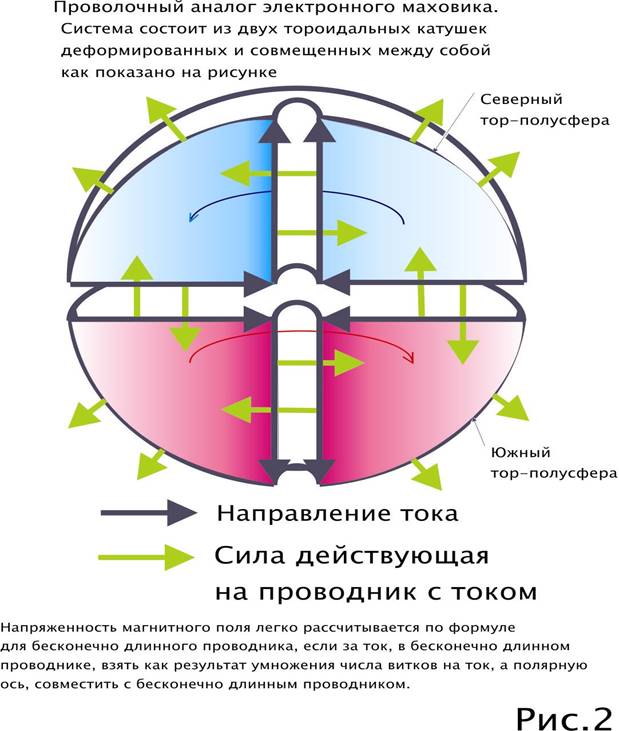 Проволочный аналог электронного маховика.
Система состоит из двух тороидальных катушек
деформированных и совмещенных между собой
как показано на рисунке
Северный
тор-полусфера
Южный
тор-полусфера
Направление тока
Сила действующая
на проводник с током
Напряженность магнитного поля легко рассчитывается по формуле
для бесконечно длинного проводника, если за ток, в бесконечно длинном
проводнике, взять как результат умножения числа витков на ток, а полярную
ось, совместить с бесконечно длинным проводником.
Рис.2